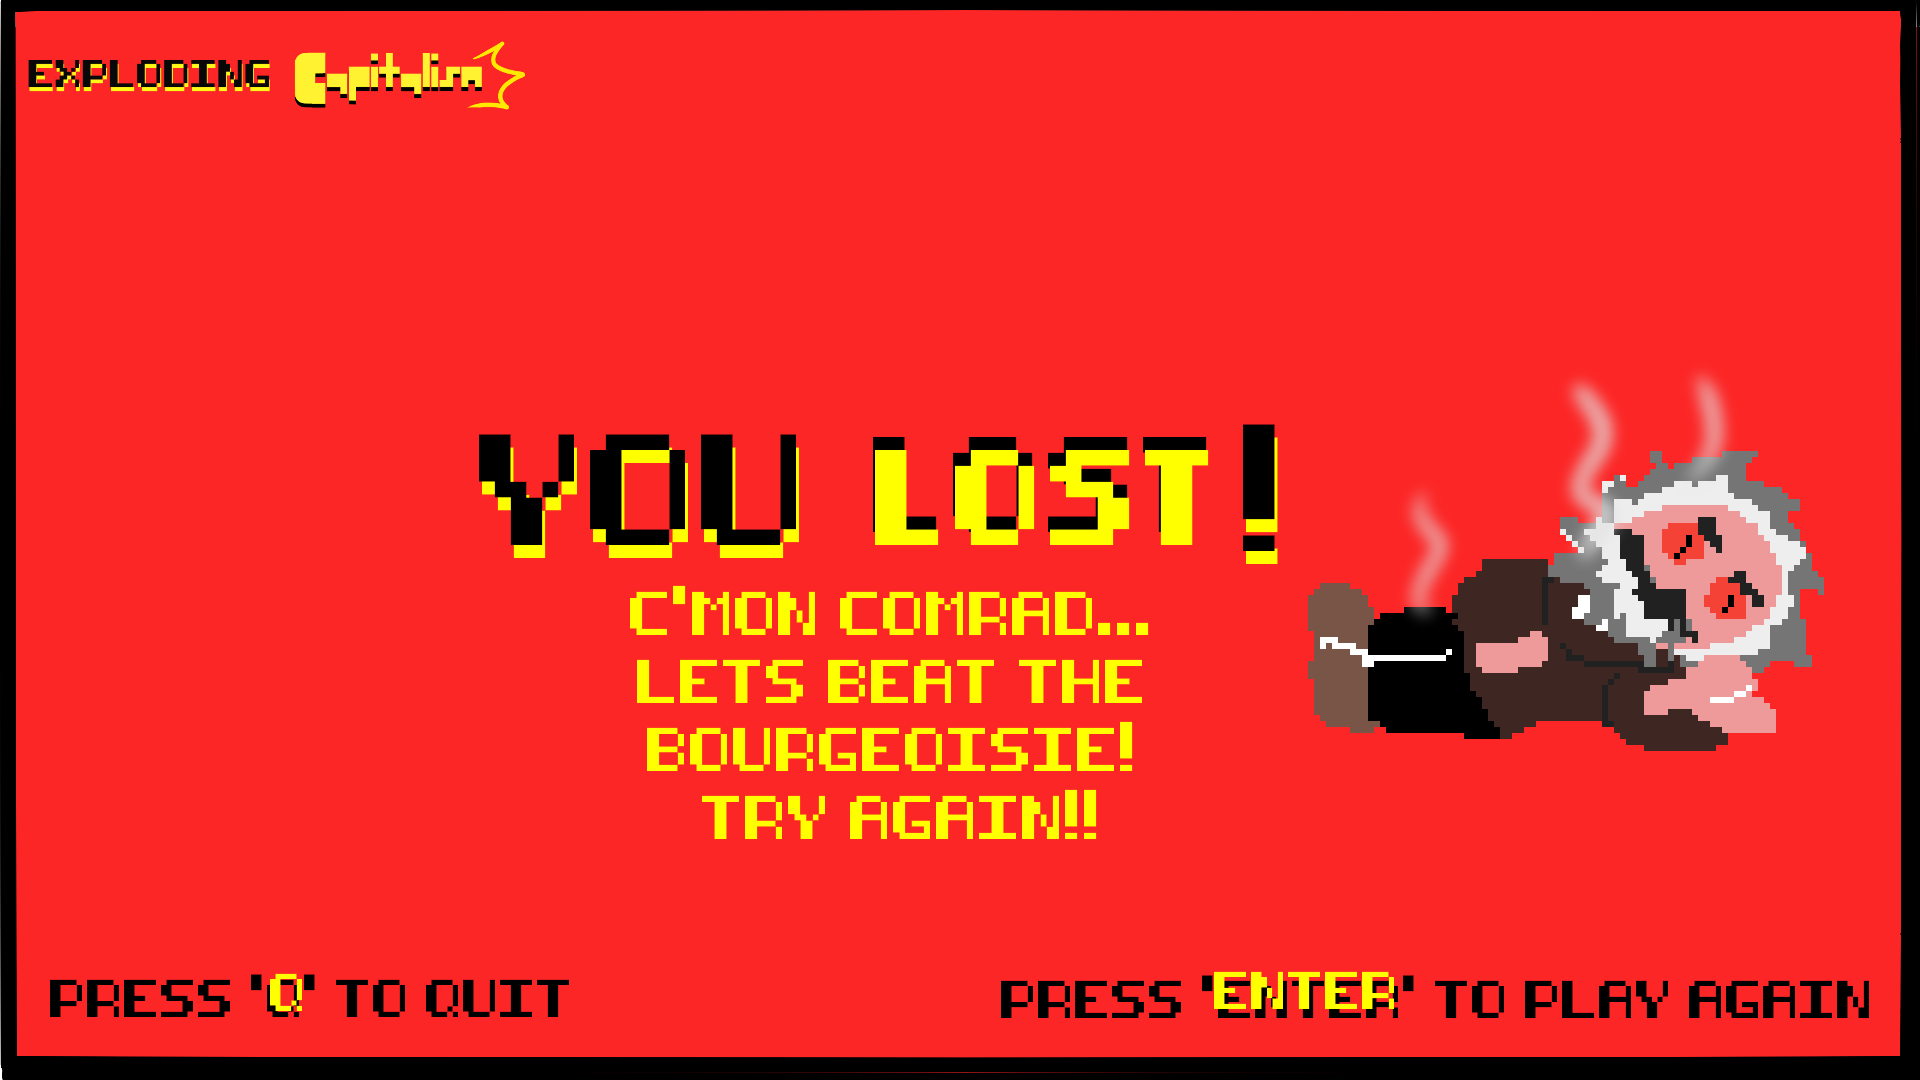 EXPLODING Capitalism
YOU LOST!
C'MON COMRAD...
LETS BEAT THE
BOURGEOISIE!
TRY AGAIN!!
PRESS 'Q' TO QUIT
PRESS 'ENTER' TO PLAY AGAIN